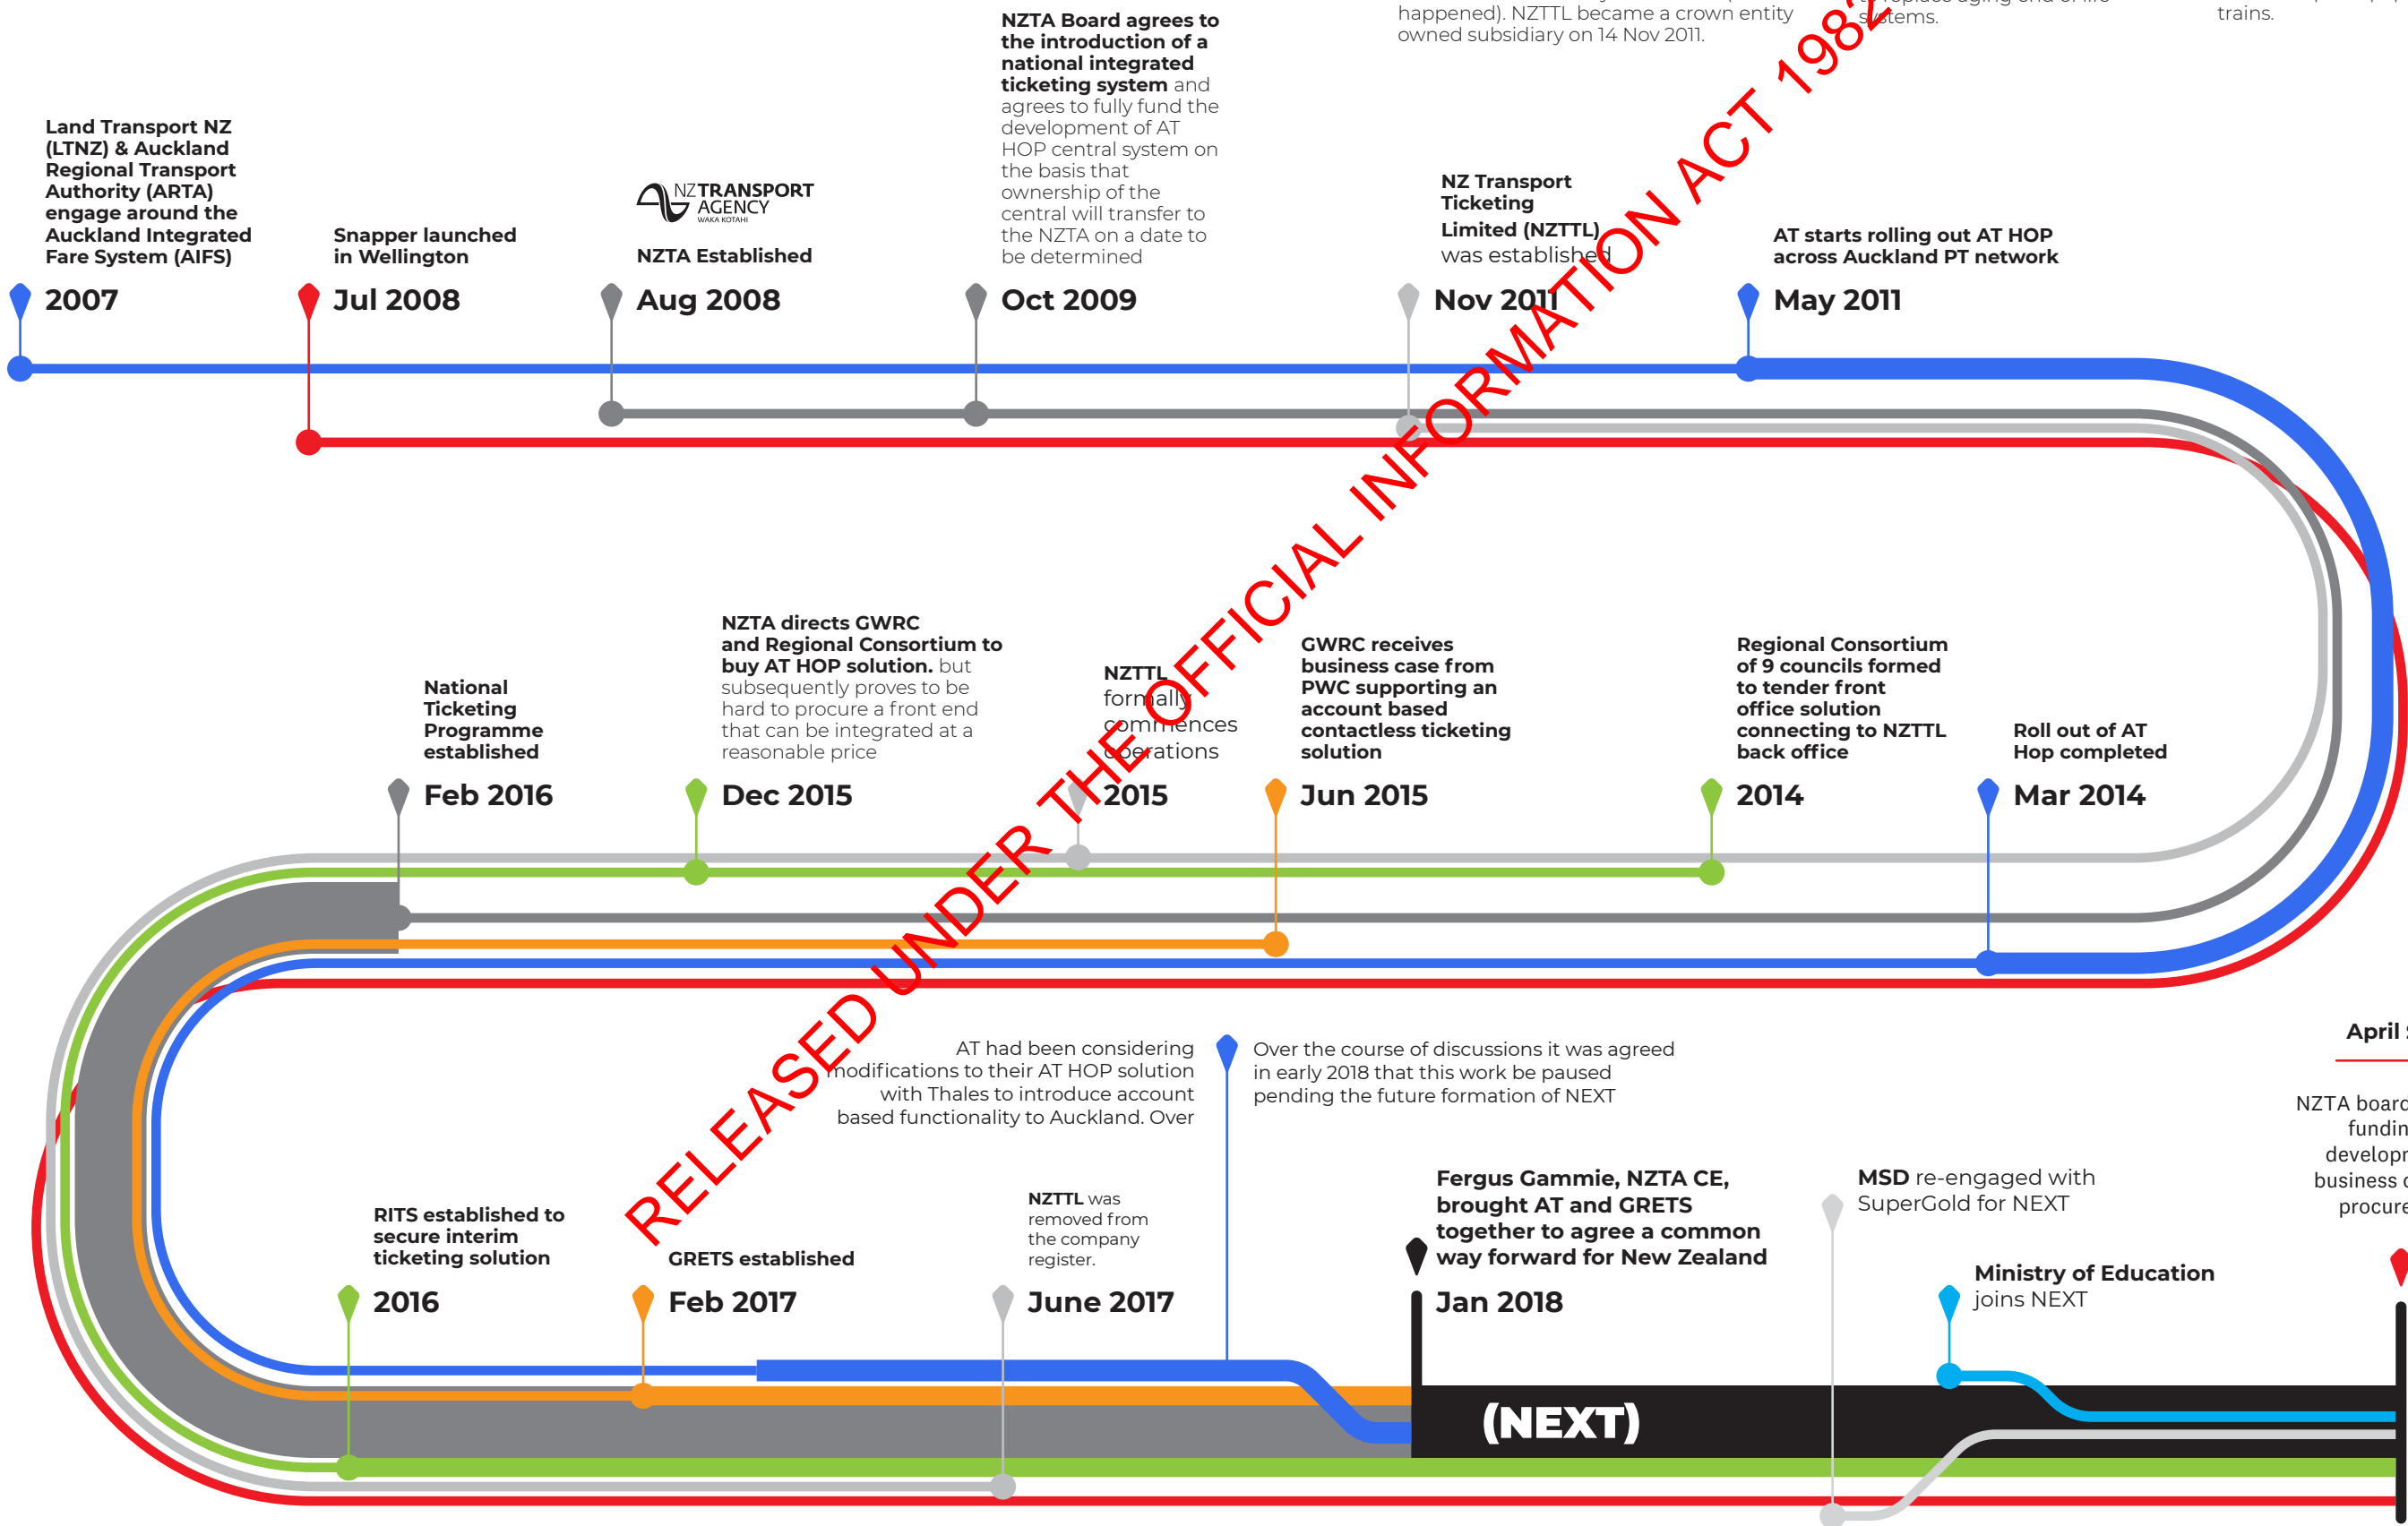 happened). NZTTL became a crown entity
owned subsidiary on 14 Nov 2011.
systems.
trains.
Land Transport NZ
(LTNZ) & Auckland
Regional Transport
Authority (ARTA)
engage around the
Auckland Integrated
Fare System (AIFS)
2007
Snapper launched
in Wellington
Jul 2008
NZTRANSPORT
AGENCY
WAKA KOTAHI
NZTA Established
Aug 2008
NZTA Board agrees to
the introduction of a
national integrated
ticketing system and
agrees to fully fund the
development of AT
HOP central system on
the basis that
ownership of the
central will transfer to
the NZTA on a date to
be determined
Oct 2009
NZ Transport
Ticketing
Limited (NZTTL)
was established
Nov 2011
AT starts rolling out AT HOP
across Auckland PT network
May 2011
RELEASED UNDER THE OFFICIAL INFORMATION ACT 1982
National
Ticketing
Programme
established
Feb 2016
NZTA directs GWRC
and Regional Consortium to
buy AT HOP solution. but
subsequently proves to be
hard to procure a front end
that can be integrated at a
reasonable price
Dec 2015
NZTTL
formally
commences
operations
2015
GWRC receives
business case from
PWC supporting an
account based
contactless ticketing
solution
Jun 2015
Regional Consortium
of 9 councils formed
to tender front
office solution
connecting to NZTTL
back office
2014
Roll out of AT
Hop completed
Mar 2014
AT had been considering
modifications to their AT HOP solution
with Thales to introduce account
based functionality to Auckland. Over
Over the course of discussions it was agreed
in early 2018 that this work be paused
pending the future formation of NEXT
RITS established to
secure interim
ticketing solution
2016
GRETS established
Feb 2017
NZTTL was
removed from
the company
register.
June 2017
Fergus Gammie, NZTA CE,
brought AT and GRETS
together to agree a common
way forward for New Zealand
Jan 2018
(NEXT)
MSD re-engaged with
SuperGold for NEXT
Ministry of Education
joins NEXT
April
NZTA board
business